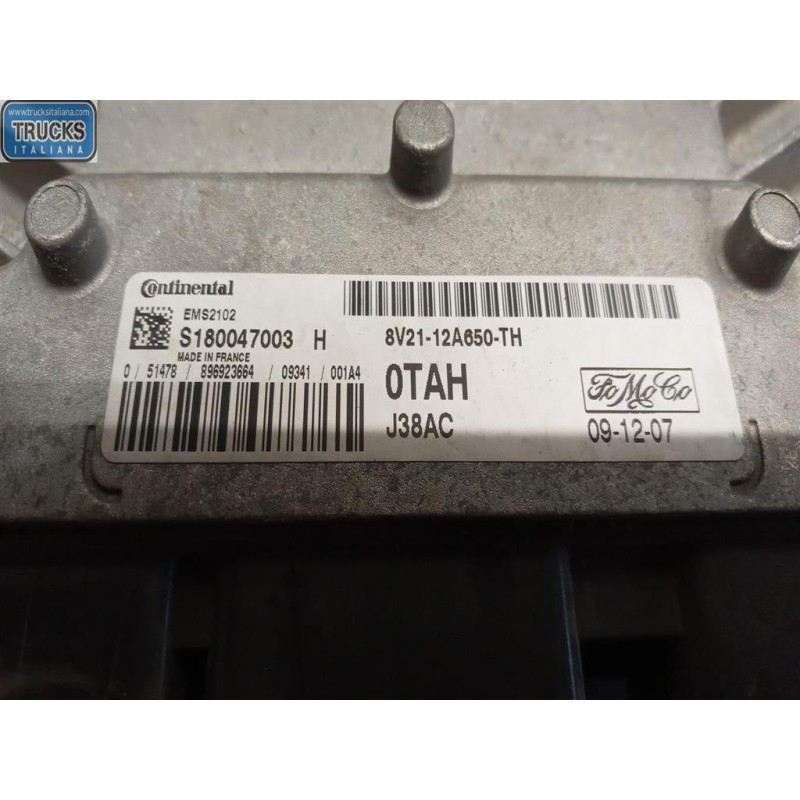 www.trucksitaliana.com
TRUCKS
ITALIANA
Continental
EMS2102
S180047003 H
MADE IN FRANCE
0 / 51478 / 896923664 / 09341 / 001A4
8V21-12A650-TH
0TAH
J38AC
FoMoCo
09-12-07